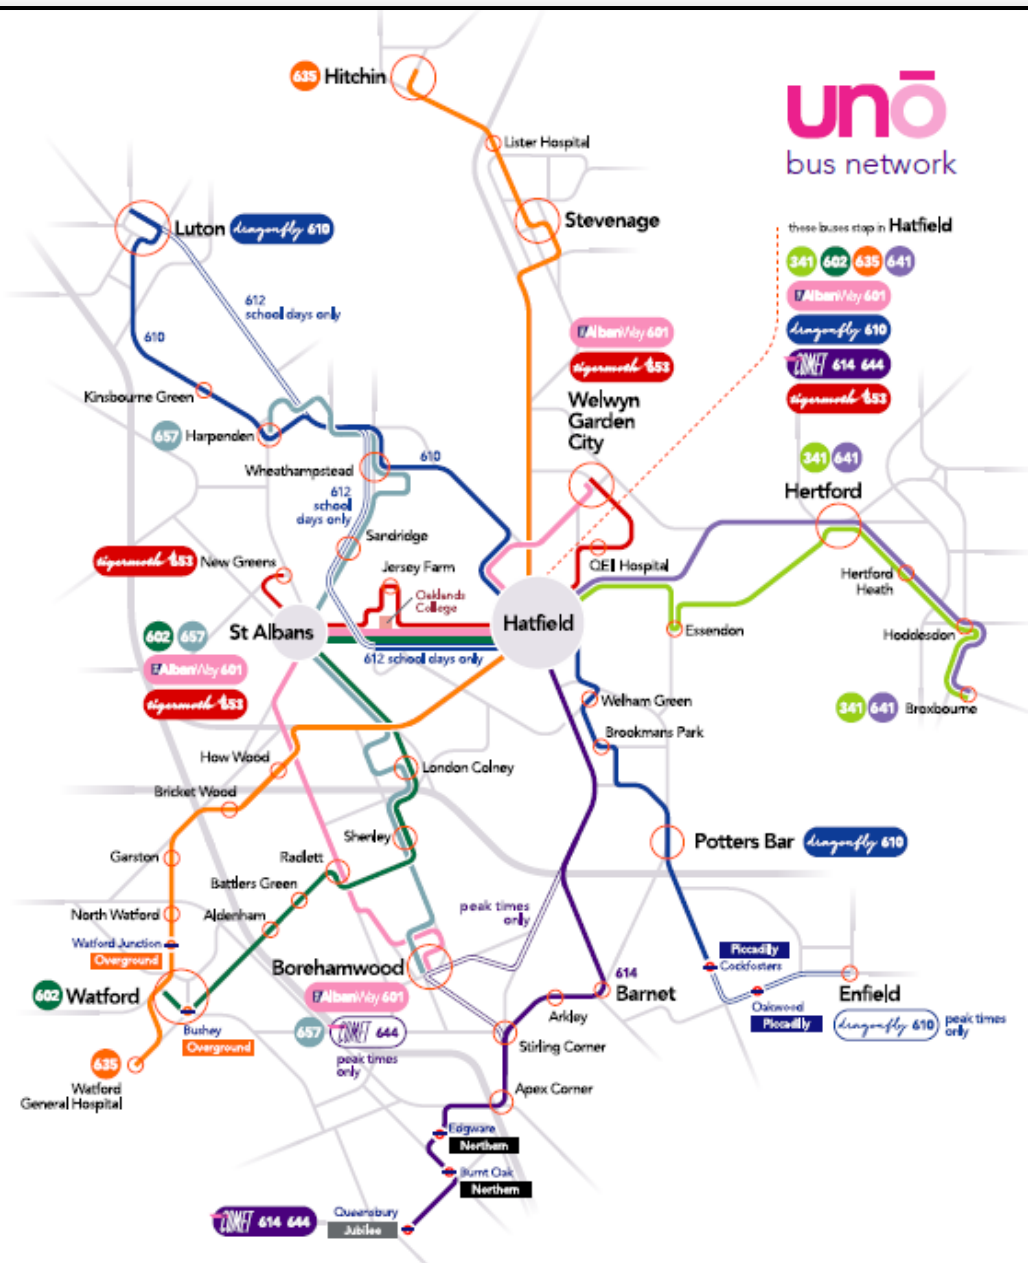 635 Hitchin
unō
bus network
Lister Hospital
Stevenage
Luton dragonfly 610
these buses stop in Hatfield
341 602 635 641
AlbanWay 601
dragonfly 610
COMET 614 644
tigermoth 653
612
school days only
610
AlbanWay 601
tigermoth 653
Welwyn
Garden
City
Kinsbourne Green
657 Harpenden
Wheathampstead
610
341 641
Hertford
612
school
days only
Sandridge
tigermoth 653 New Greens
Jersey Farm
Oaklands
College
QEII Hospital
Hertford
Heath
602 657
St Albans
Hatfield
Essendon
Hoddesdon
AlbanWay 601
tigermoth 653
612 school days only
Welham Green
341 641 Broxbourne
Brookmans Park
How Wood
London Colney
Bricket Wood
Shenley
Potters Bar dragonfly 610
Garston
Radlett
Battlers Green
North Watford
Aldenham
peak times
only
Watford Junction
Overground
Piccadilly
Cockfosters
Borehamwood
614
Barnet
Enfield
602 Watford
AlbanWay 601
Oakwood
Piccadilly
dragonfly 610 peak times
only
Arkley
Bushey
Overground
657 COMET 644
peak times
only
Stirling Corner
635
Watford
General Hospital
Apex Corner
Edgware
Northern
Burnt Oak
Northern
COMET 614 644
Queensbury
Jubilee